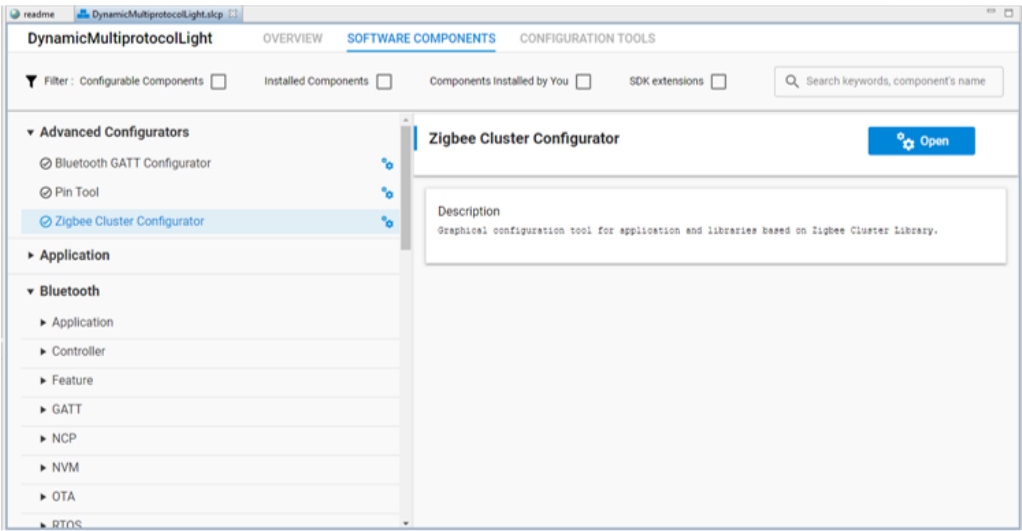 readme
DynamicMultiprotocolLight.slcp
DynamicMultiprotocolLight
OVERVIEW
SOFTWARE COMPONENTS
CONFIGURATION TOOLS
Filter : Configurable Components
Installed Components
Components Installed by You
SDK extensions
Search keywords, component's name
Advanced Configurators
Bluetooth GATT Configurator
Pin Tool
Zigbee Cluster Configurator
Application
Bluetooth
Application
Controller
Feature
GATT
NCP
NVM
OTA
RTOS
Zigbee Cluster Configurator
Open
Description
Graphical configuration tool for application and libraries based on Zigbee Cluster Library.